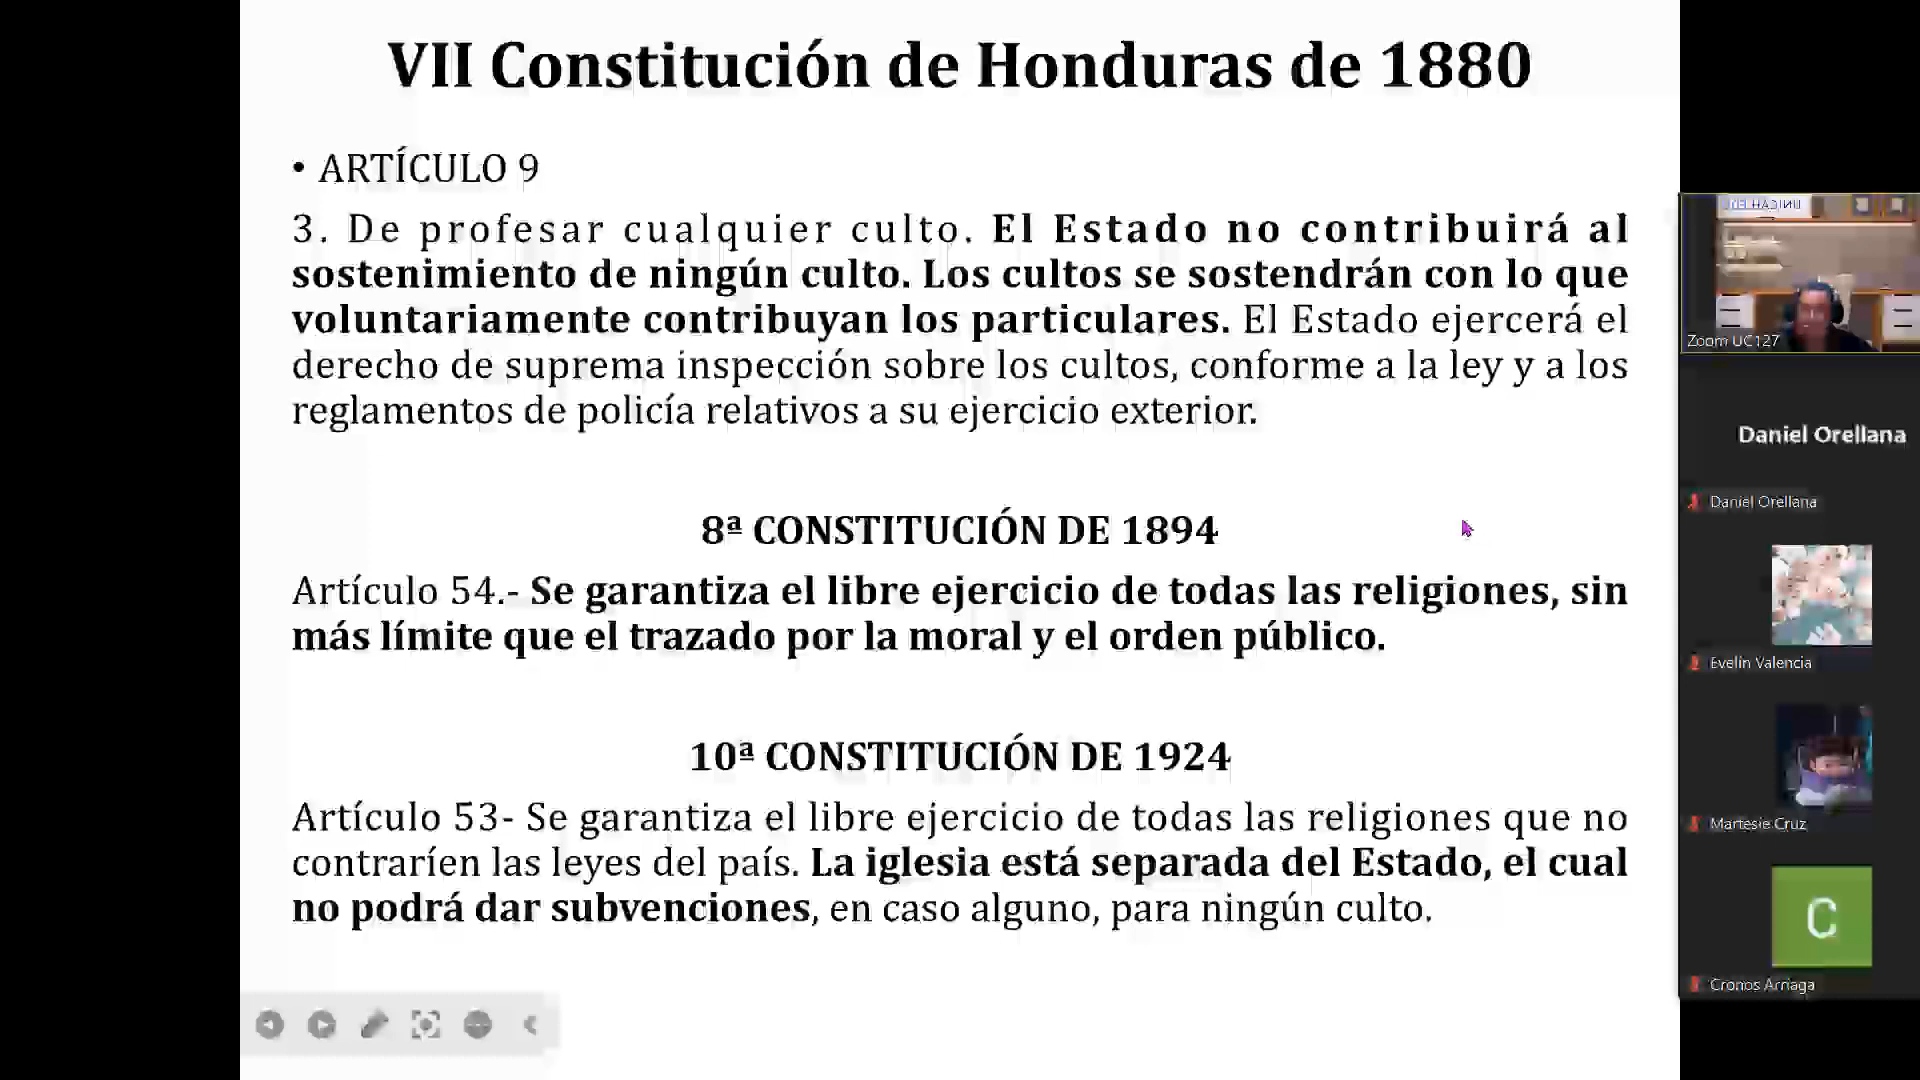 VII Constitución de Honduras de 1880
• ARTÍCULO 9
3. De profesar cualquier culto. El Estado no contribuirá al
sostenimiento de ningún culto. Los cultos se sostendrán con lo que
voluntariamente contribuyan los particulares. El Estado ejercerá el
derecho de suprema inspección sobre los cultos, conforme a la ley y a los
reglamentos de policía relativos a su ejercicio exterior.
8ª CONSTITUCIÓN DE 1894
Artículo 54.- Se garantiza el libre ejercicio de todas las religiones, sin
más límite que el trazado por la moral y el orden público.
10ª CONSTITUCIÓN DE 1924
Artículo 53- Se garantiza el libre ejercicio de todas las religiones que no
contraríen las leyes del país. La iglesia está separada del Estado, el cual
no podrá dar subvenciones, en caso alguno, para ningún culto.
Zoom UC127
Daniel Orellana
Daniel Orellana
Evelin Valencia
Martesie Cruz
C
Cronos Arriaga